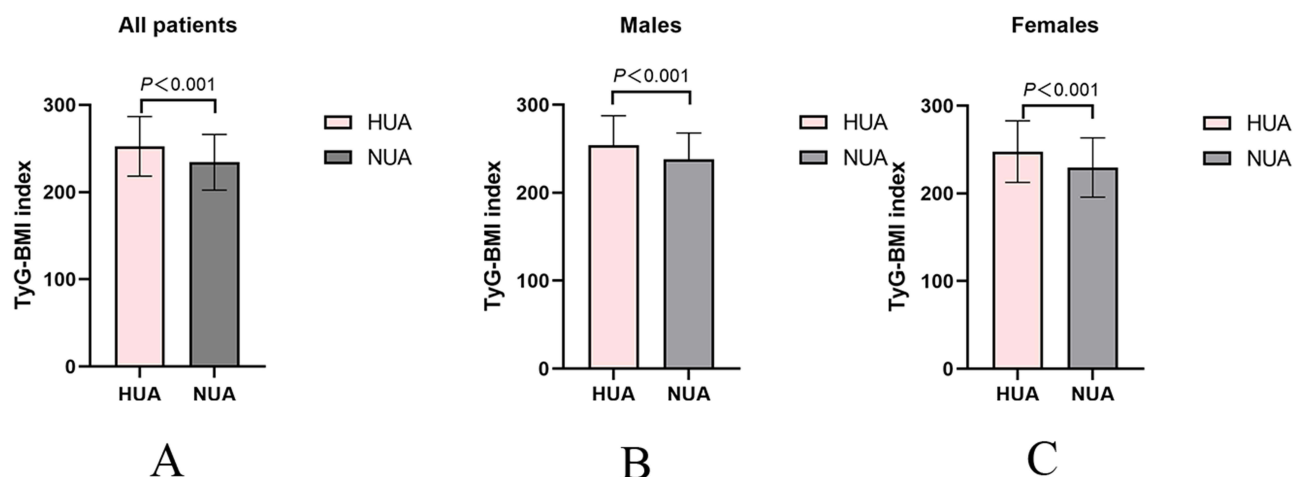 All patients
P<0.001
300
200
100
0
TyG-BMI index
HUA
NUA
HUA
NUA
A
Males
P<0.001
300
200
100
0
TyG-BMI index
HUA
NUA
HUA
NUA
B
Females
P<0.001
300
200
100
0
TyG-BMI index
HUA
NUA
HUA
NUA
C